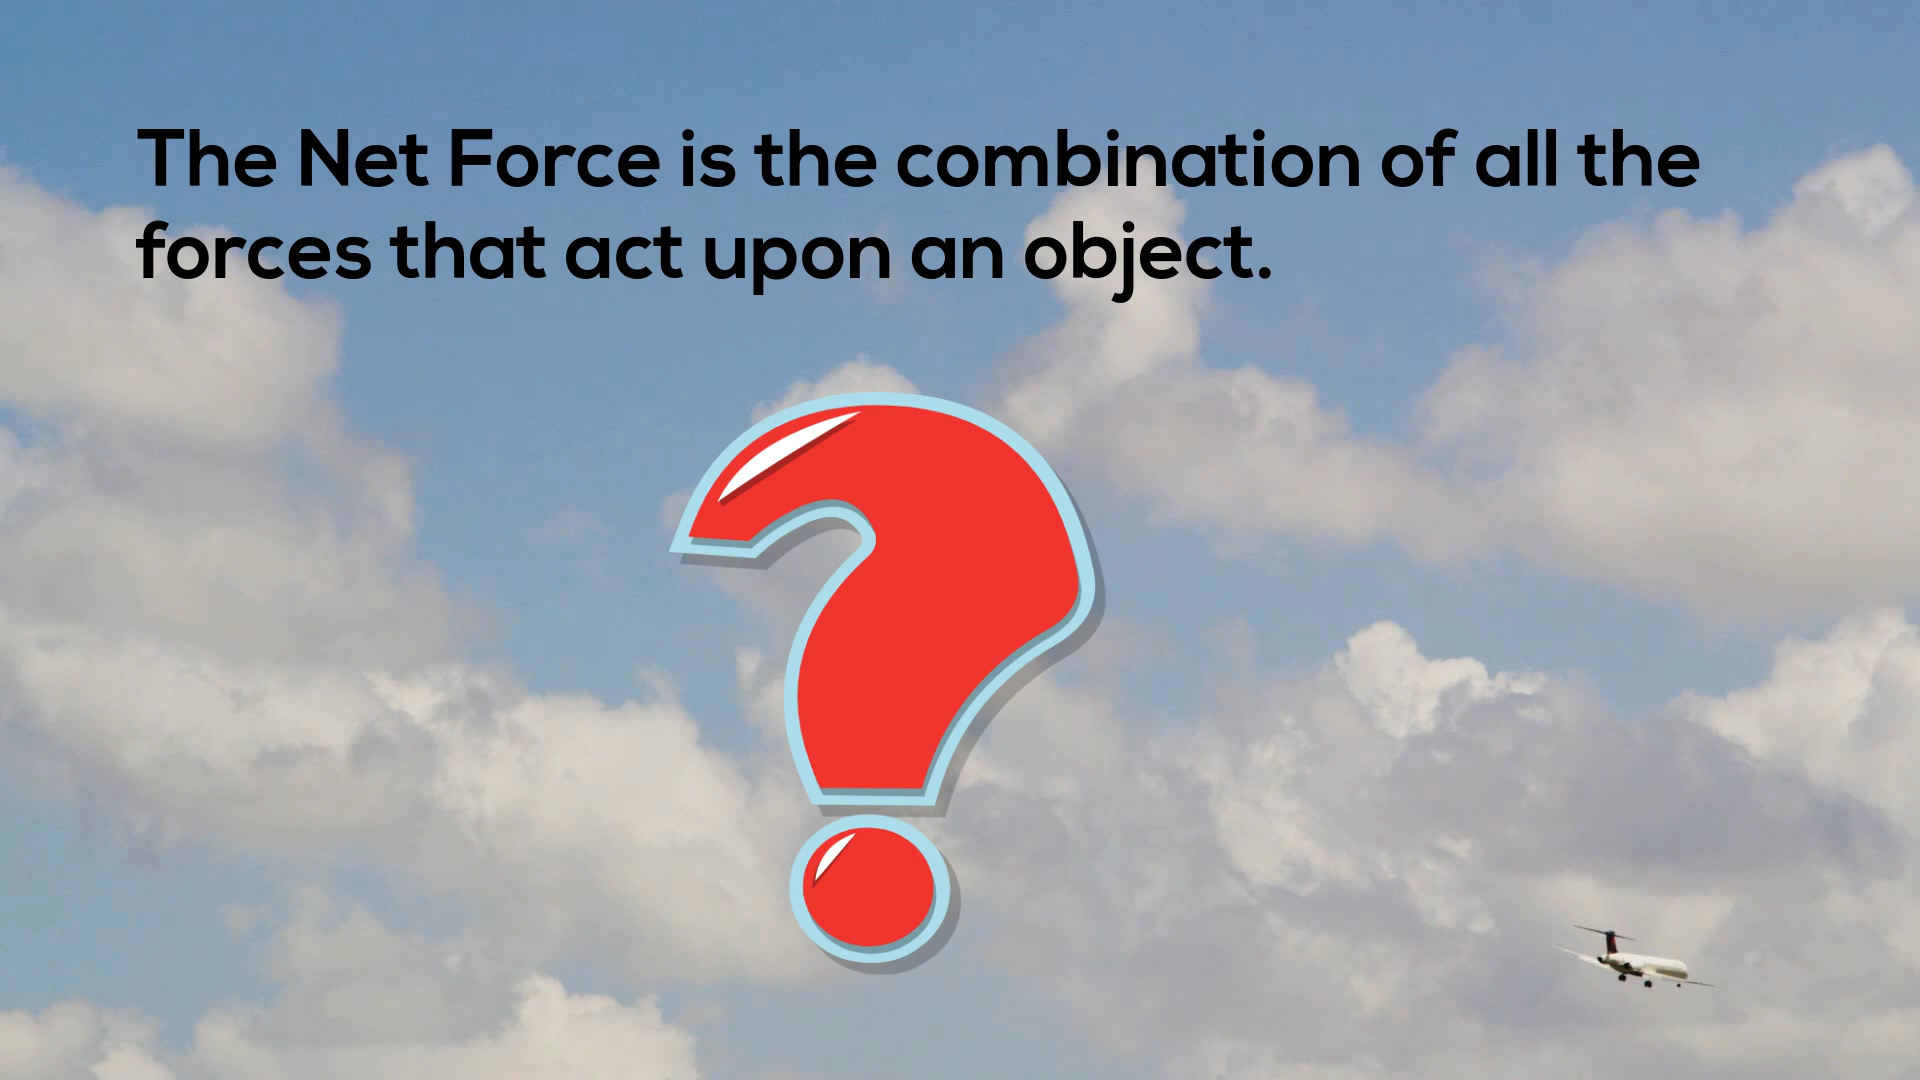 The Net Force is the combination of all the
forces that act upon an object.